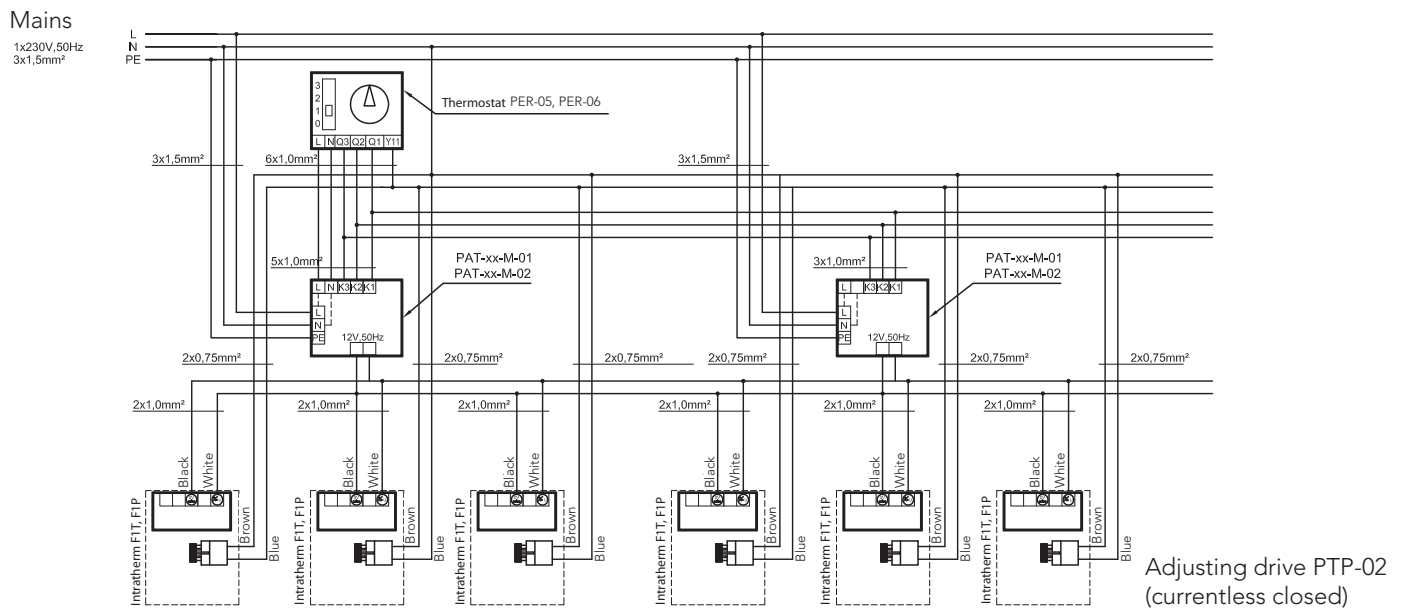 Mains
1x230V,50Hz
3x1,5mm²
L
N
PE
3
2
1
0
L N Q3 Q2 Q1 Y11
Thermostat PER-05, PER-06
3x1,5mm²
6x1,0mm²
3x1,5mm²
5x1,0mm²
PAT-xx-M-01
PAT-xx-M-02
3x1,0mm²
PAT-xx-M-01
PAT-xx-M-02
L N K3 K2 K1
L
N
PE
12V,50Hz
L K3 K2 K1
L
N
PE
12V,50Hz
2x0,75mm²
2x0,75mm²
2x0,75mm²
2x0,75mm²
2x0,75mm²
2x0,75mm²
2x1,0mm²
2x1,0mm²
2x1,0mm²
2x1,0mm²
2x1,0mm²
2x1,0mm²
Black
White
Black
White
Black
White
Black
White
Black
White
Black
White
Intratherm F1T, F1P
Brown
Blue
Intratherm F1T, F1P
Brown
Blue
Intratherm F1T, F1P
Brown
Blue
Intratherm F1T, F1P
Brown
Blue
Intratherm F1T, F1P
Brown
Blue
Intratherm F1T, F1P
Brown
Blue
Adjusting drive PTP-02
(currentless closed)